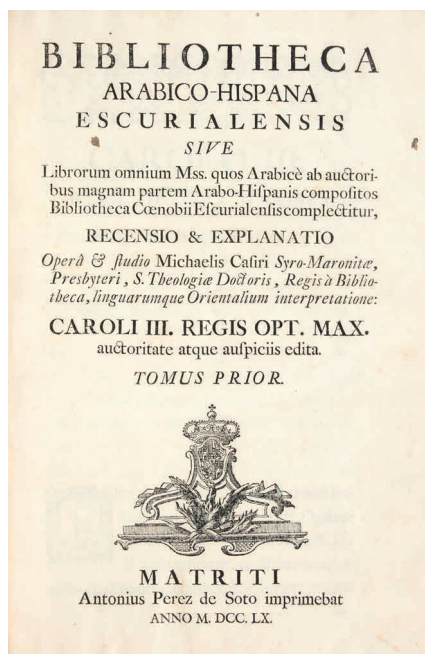 BIBLIOTHECA
ARABICO-HISPANA
ESCURIALENSIS
SIVE
Librorum omnium Mss. quos Arabicè ab auctori-
bus magnam partem Arabo-Hiſpanis compoſitos
Bibliotheca Cœnobii Eſcurialenſis complectitur,
RECENSIO & EXPLANATIO
Operâ & ſtudio Michaelis Caſiri Syro-Maronitæ,
Presbyteri, S. Theologiæ Doctoris, Regis à Biblio-
theca, linguarumque Orientalium interpretatione:
CAROLI III. REGIS OPT. MAX.
auctoritate atque auſpiciis edita.
TOMUS PRIOR.
MATRITI
Antonius Perez de Soto imprimebat
ANNO M. DCC. LX.